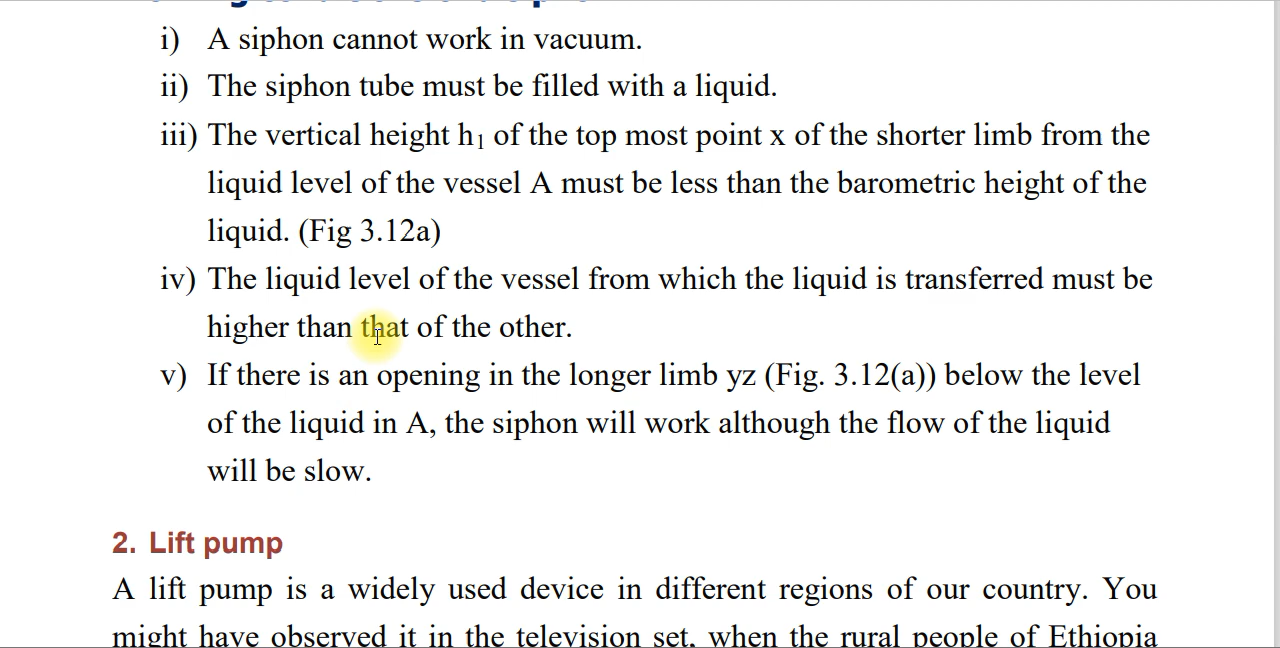 i) A siphon cannot work in vacuum.
ii) The siphon tube must be filled with a liquid.
iii) The vertical height h₁ of the top most point x of the shorter limb from the
liquid level of the vessel A must be less than the barometric height of the
liquid. (Fig 3.12a)
iv) The liquid level of the vessel from which the liquid is transferred must be
higher than that of the other.
v) If there is an opening in the longer limb yz (Fig. 3.12(a)) below the level
of the liquid in A, the siphon will work although the flow of the liquid
will be slow.
2. Lift pump
A lift pump is a widely used device in different regions of our country. You
might have observed it in the television set, when the rural people of Ethiopia